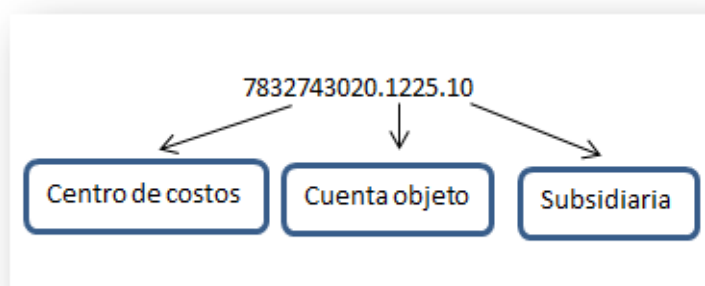 7832743020.1225.10
Centro de costos
Cuenta objeto
Subsidiaria